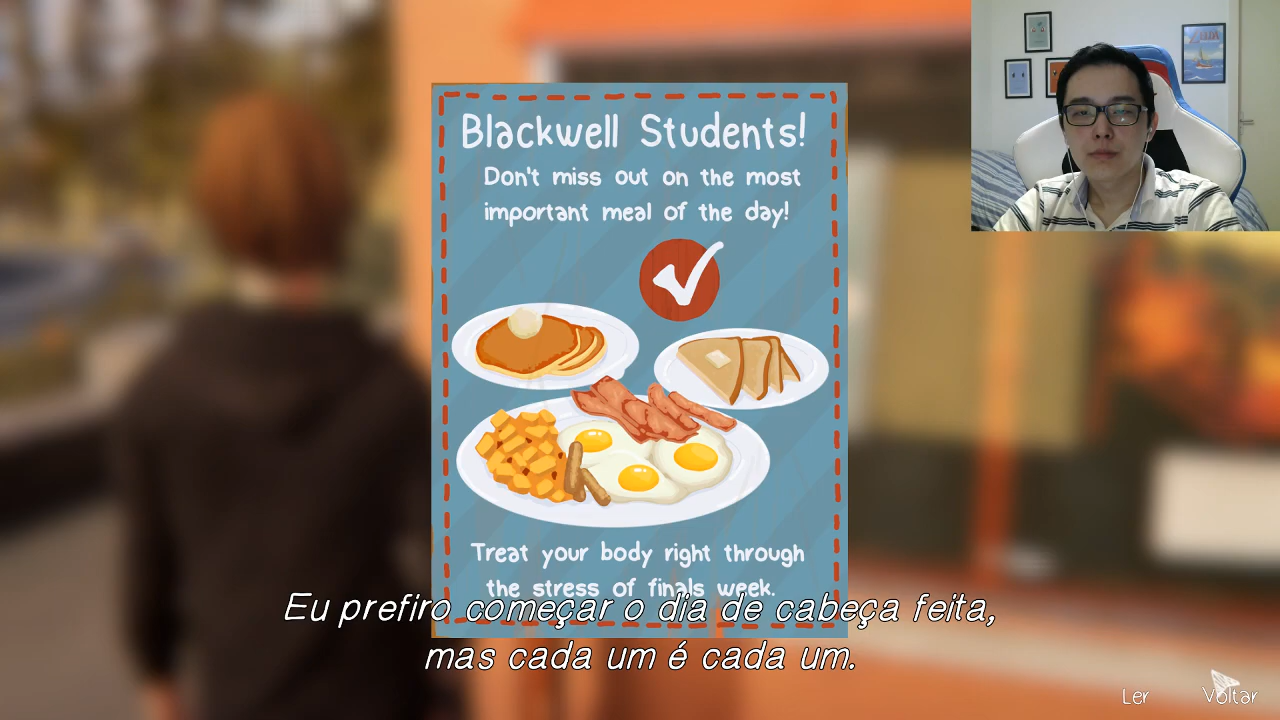 Blackwell Students!
Don't miss out on the most
important meal of the day!
Treat your body right through
the stress of finals week.
Eu prefiro começar o dia de cabeça feita,
mas cada um é cada um.
Ler Voltar